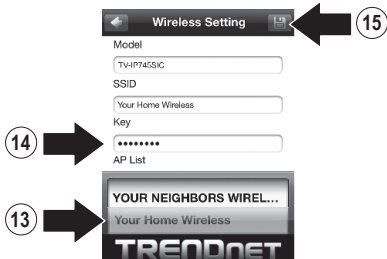 Wireless Setting
15
Model
TV-IP745SIC
SSID
Your Home Wireless
Key
14
••••••••
AP List
YOUR NEIGHBORS WIREL...
13
Your Home Wireless
TRENDNET